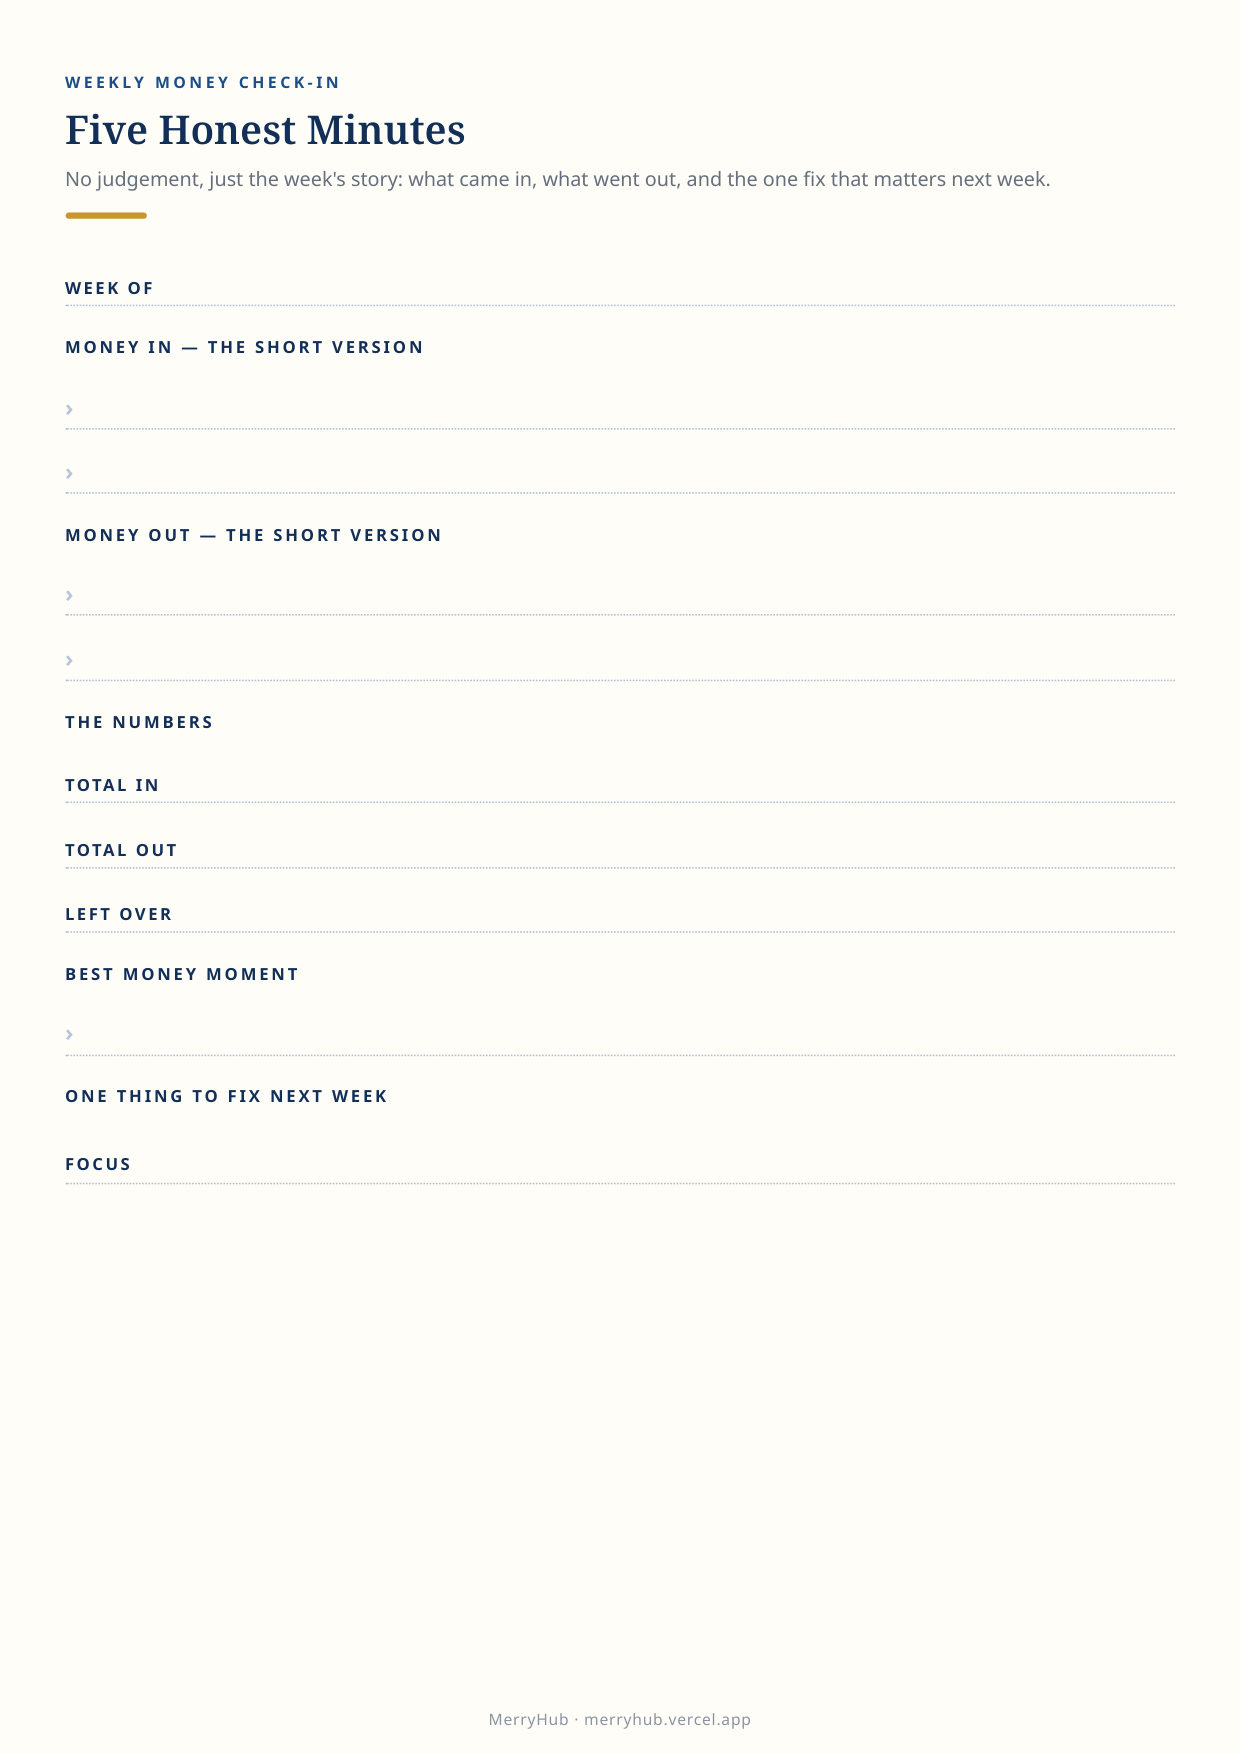 WEEKLY MONEY CHECK-IN
Five Honest Minutes
No judgement, just the week's story: what came in, what went out, and the one fix that matters next week.
WEEK OF
MONEY IN — THE SHORT VERSION
›
›
MONEY OUT — THE SHORT VERSION
›
›
THE NUMBERS
TOTAL IN
TOTAL OUT
LEFT OVER
BEST MONEY MOMENT
›
ONE THING TO FIX NEXT WEEK
FOCUS
MerryHub · merryhub.vercel.app